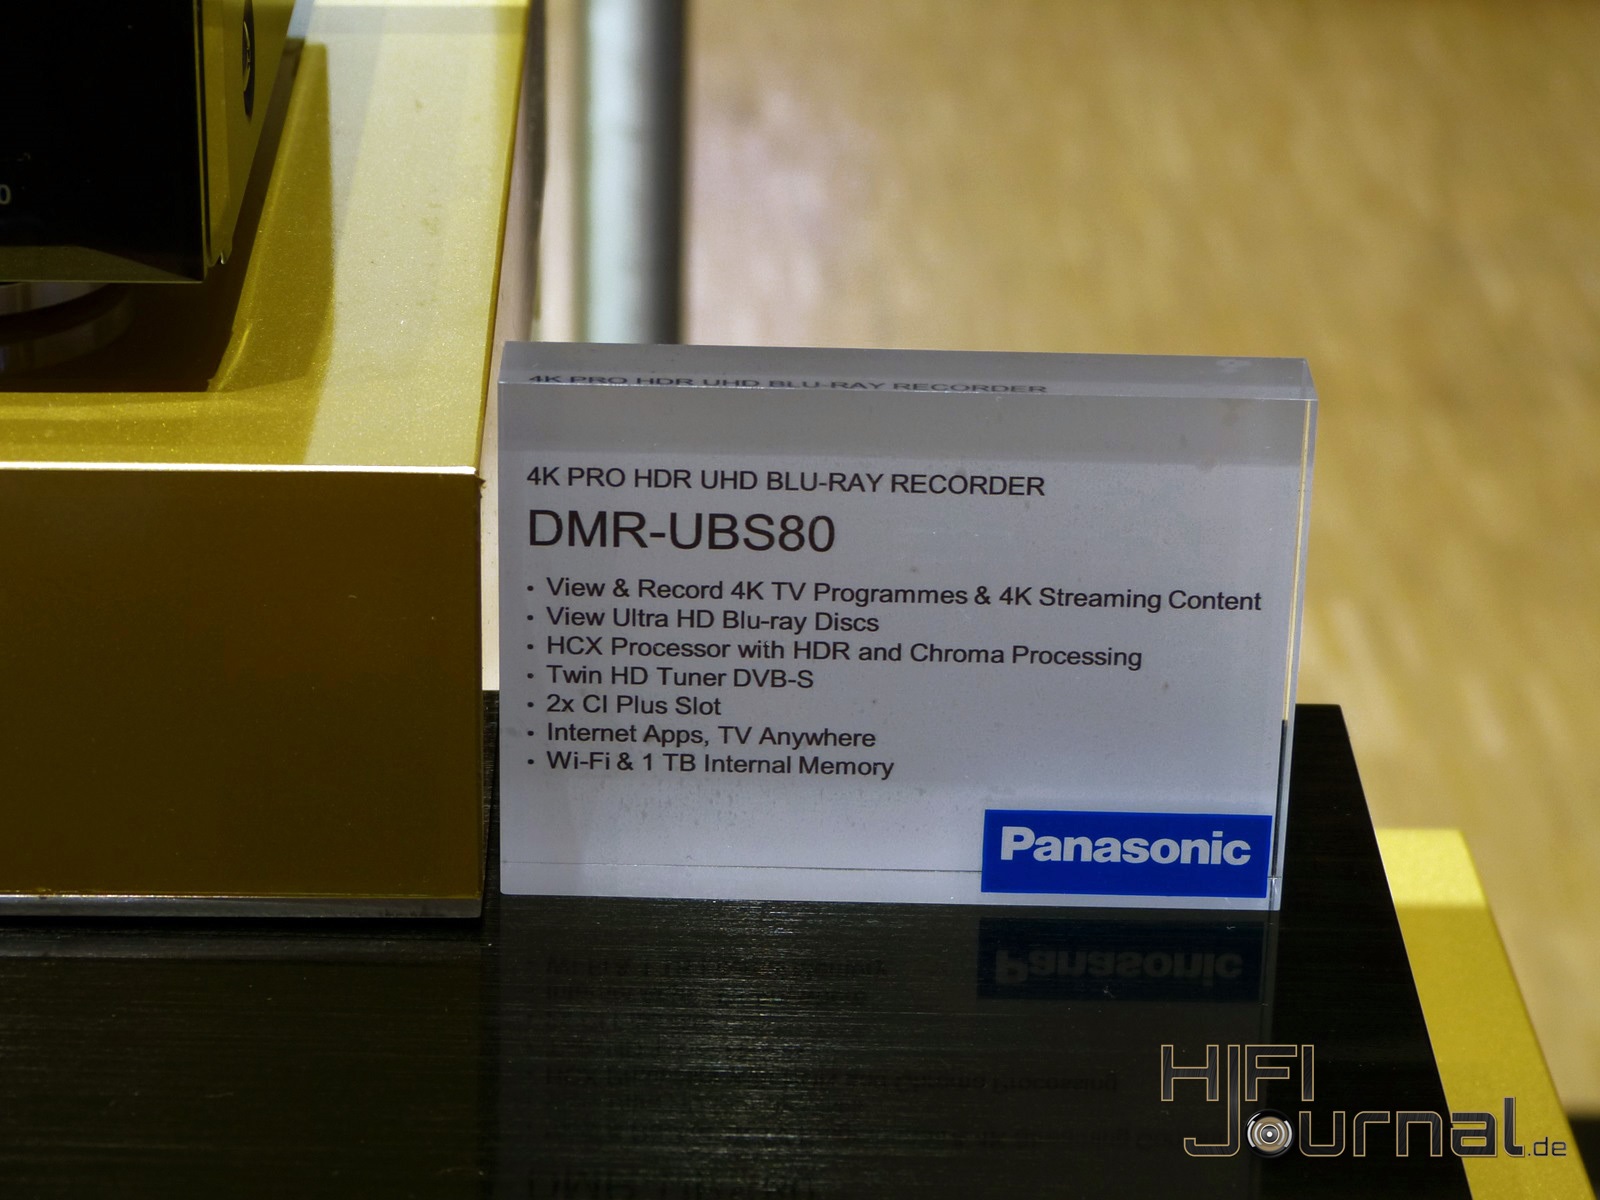 0
4K PRO HDR UHD BLU-RAY RECORDER
4K PRO HDR UHD BLU-RAY RECORDER
DMR-UBS80
• View & Record 4K TV Programmes & 4K Streaming Content
• View Ultra HD Blu-ray Discs
• HCX Processor with HDR and Chroma Processing
• Twin HD Tuner DVB-S
• 2x CI Plus Slot
• Internet Apps, TV Anywhere
• Wi-Fi & 1 TB Internal Memory
Panasonic
HIFI
Journal.de